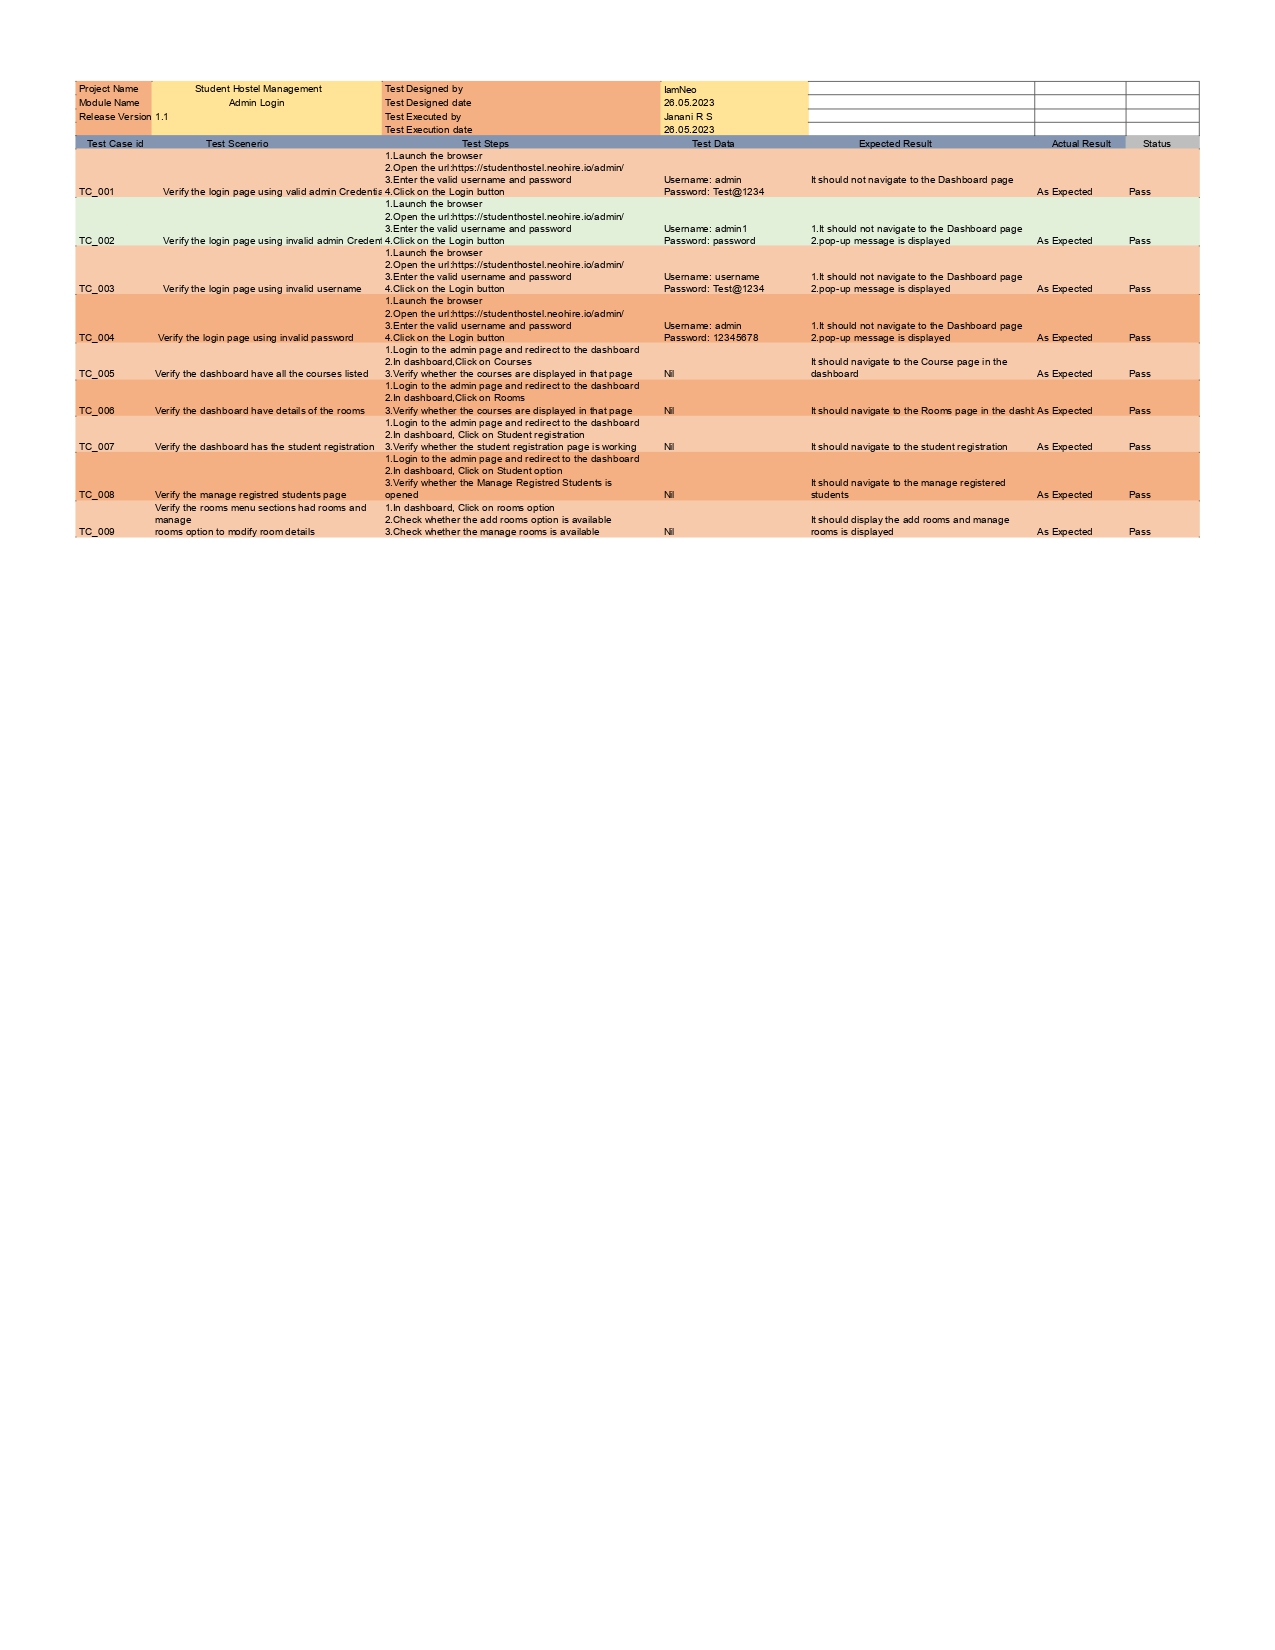 Project Name Student Hostel Management Test Designed by IamNeo
Module Name Admin Login Test Designed date 26.05.2023
Release Version 1.1 Test Executed by Janani R S
Test Execution date 26.05.2023
Test Case id Test Scenerio Test Steps Test Data Expected Result Actual Result Status
1.Launch the browser
2.Open the url:https://studenthostel.neohire.io/admin/
3.Enter the valid username and password Username: admin It should not navigate to the Dashboard page
TC_001 Verify the login page using valid admin Credentia 4.Click on the Login button Password: Test@1234 As Expected Pass
1.Launch the browser
2.Open the url:https://studenthostel.neohire.io/admin/
3.Enter the valid username and password Username: admin1 1.It should not navigate to the Dashboard page
TC_002 Verify the login page using invalid admin Credent 4.Click on the Login button Password: password 2.pop-up message is displayed As Expected Pass
1.Launch the browser
2.Open the url:https://studenthostel.neohire.io/admin/
3.Enter the valid username and password Username: username 1.It should not navigate to the Dashboard page
TC_003 Verify the login page using invalid username 4.Click on the Login button Password: Test@1234 2.pop-up message is displayed As Expected Pass
1.Launch the browser
2.Open the url:https://studenthostel.neohire.io/admin/
3.Enter the valid username and password Username: admin 1.It should not navigate to the Dashboard page
TC_004 Verify the login page using invalid password 4.Click on the Login button Password: 12345678 2.pop-up message is displayed As Expected Pass
1.Login to the admin page and redirect to the dashboard
2.In dashboard,Click on Courses It should navigate to the Course page in the
TC_005 Verify the dashboard have all the courses listed 3.Verify whether the courses are displayed in that page Nil dashboard As Expected Pass
1.Login to the admin page and redirect to the dashboard
2.In dashboard,Click on Rooms
TC_006 Verify the dashboard have details of the rooms 3.Verify whether the courses are displayed in that page Nil It should navigate to the Rooms page in the dashb As Expected Pass
1.Login to the admin page and redirect to the dashboard
2.In dashboard, Click on Student registration
TC_007 Verify the dashboard has the student registration 3.Verify whether the student registration page is working Nil It should navigate to the student registration As Expected Pass
1.Login to the admin page and redirect to the dashboard
2.In dashboard, Click on Student option
3.Verify whether the Manage Registred Students is It should navigate to the manage registered
TC_008 Verify the manage registred students page opened Nil students As Expected Pass
Verify the rooms menu sections had rooms and 1.In dashboard, Click on rooms option
manage 2.Check whether the add rooms option is available It should display the add rooms and manage
TC_009 rooms option to modify room details 3.Check whether the manage rooms is available Nil rooms is displayed As Expected Pass